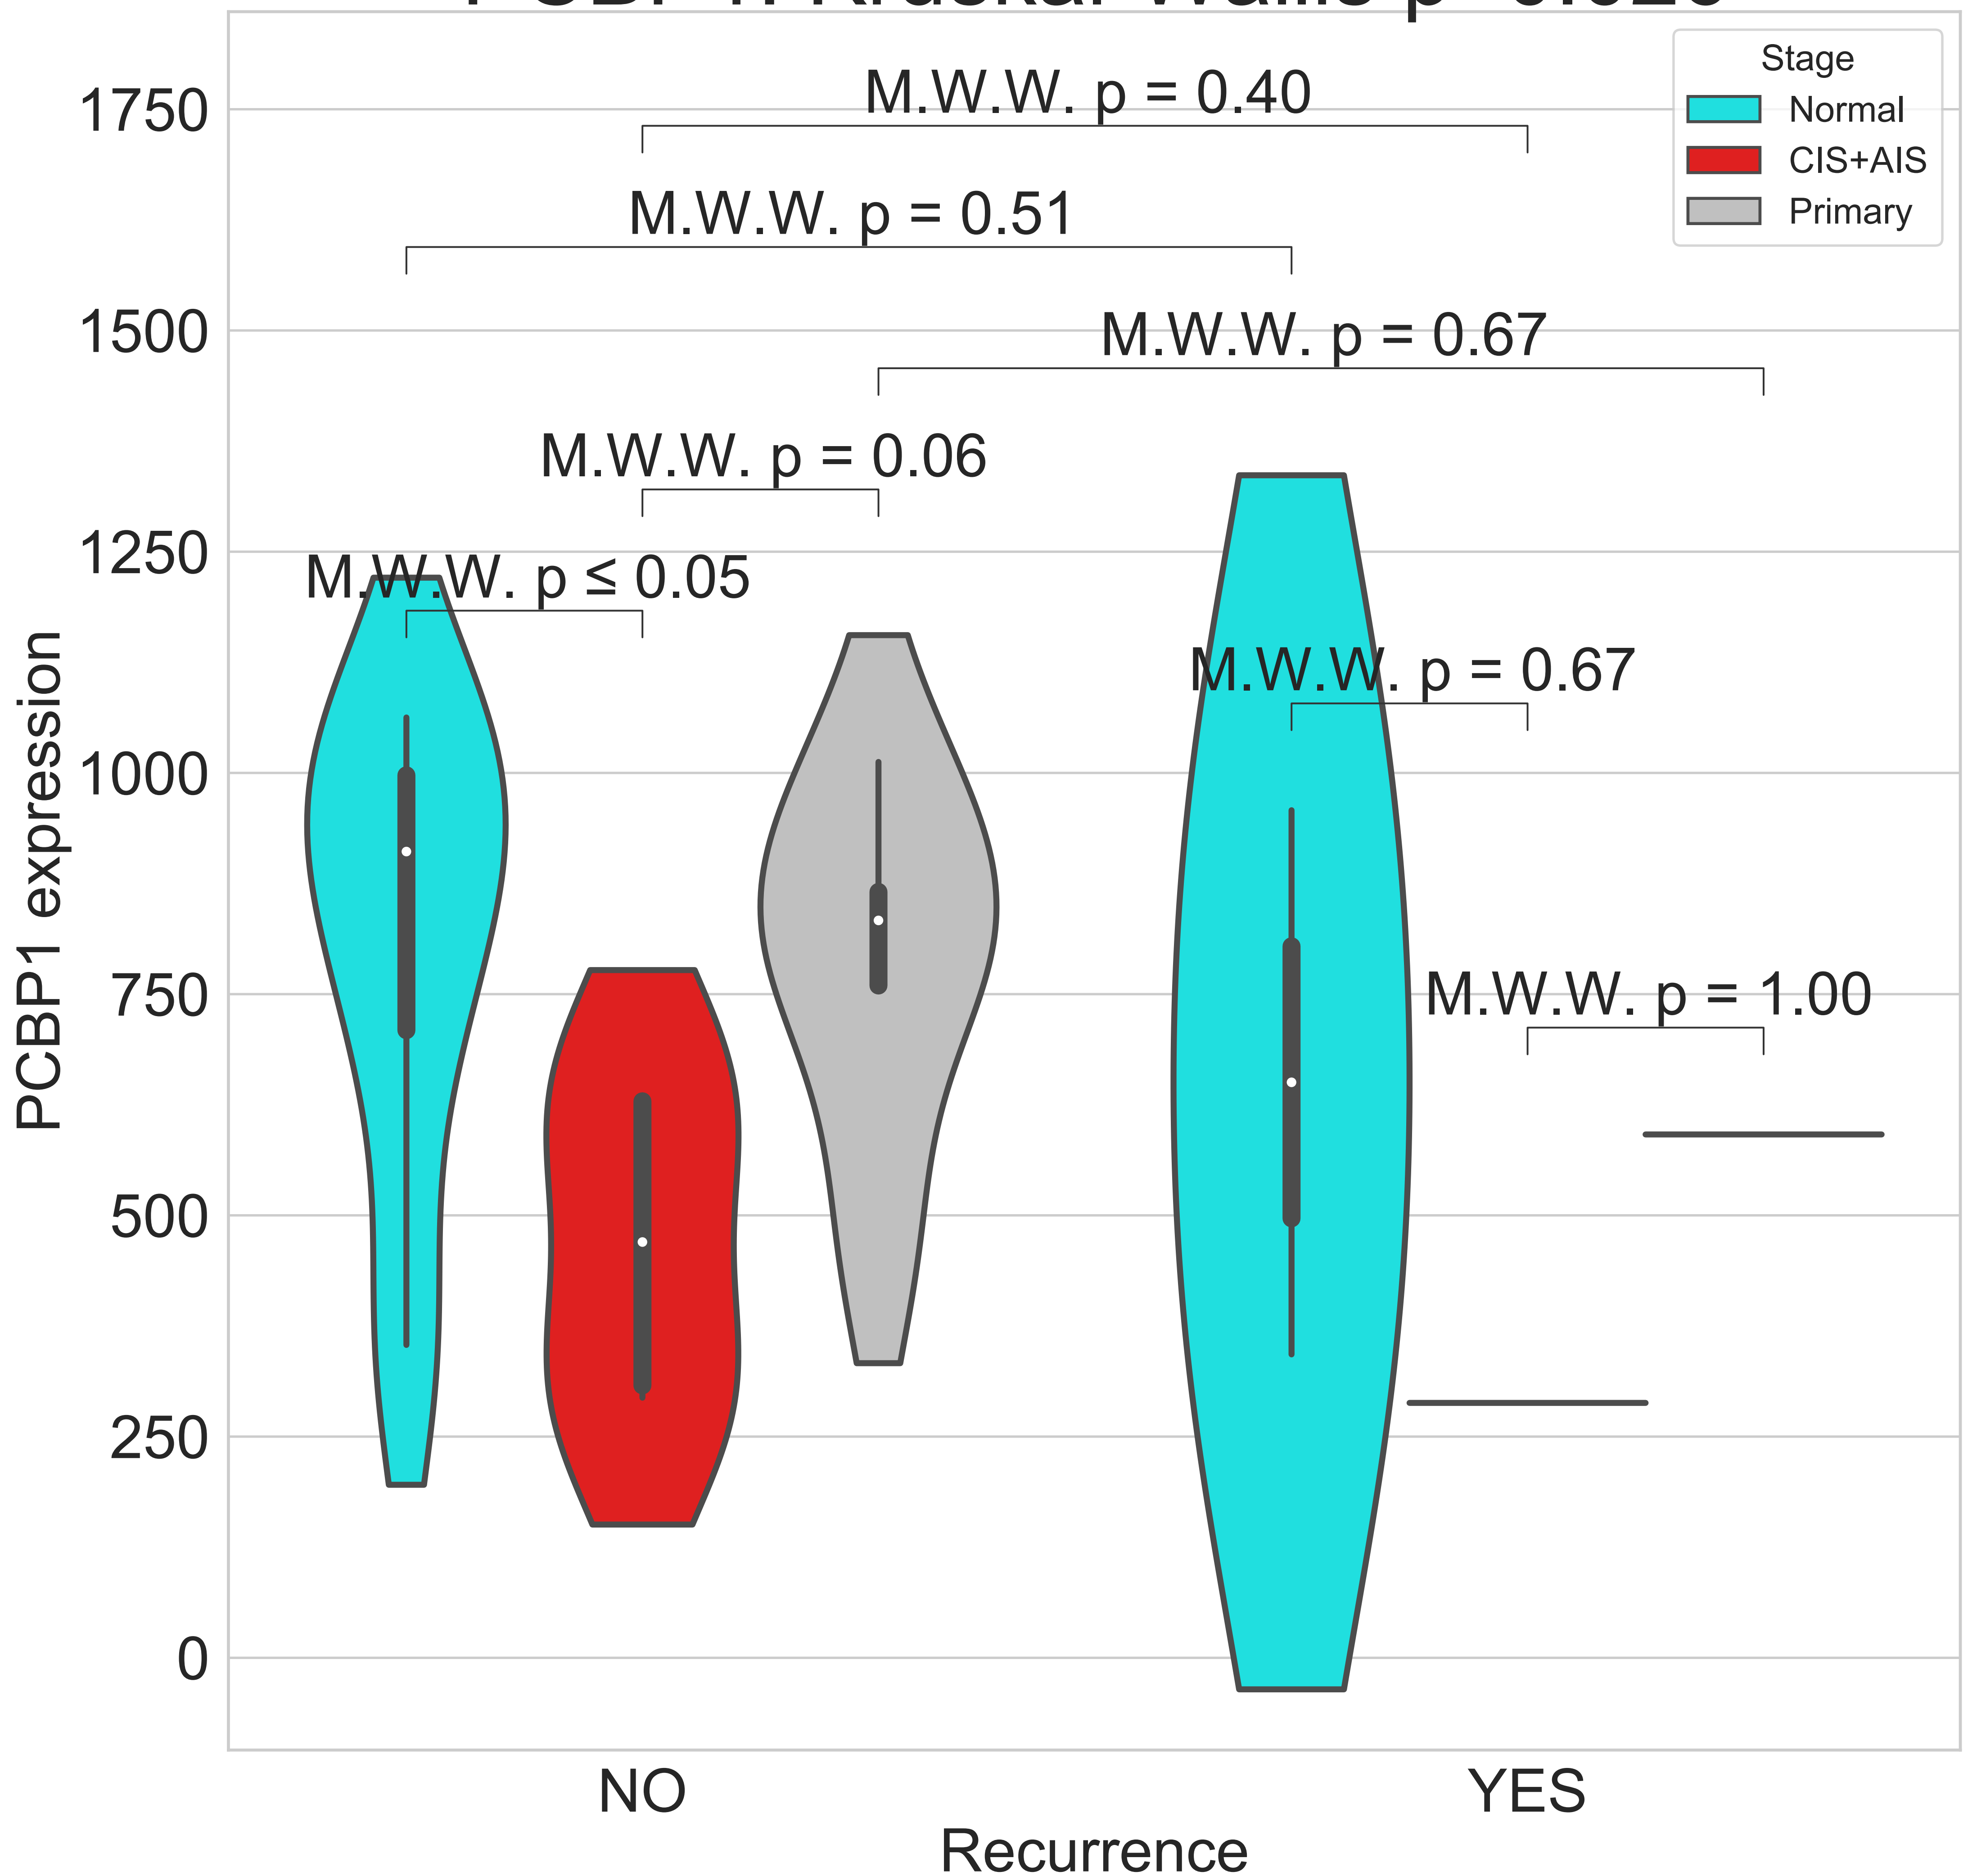 1750
1500
1250
1000
750
500
250
0
PCBP1 expression
M.W.W. p = 0.40
M.W.W. p = 0.51
M.W.W. p = 0.67
M.W.W. p = 0.06
M.W.W. p ≤ 0.05
M.W.W. p = 0.67
M.W.W. p = 1.00
Stage
Normal
CIS+AIS
Primary
NO
YES
Recurrence